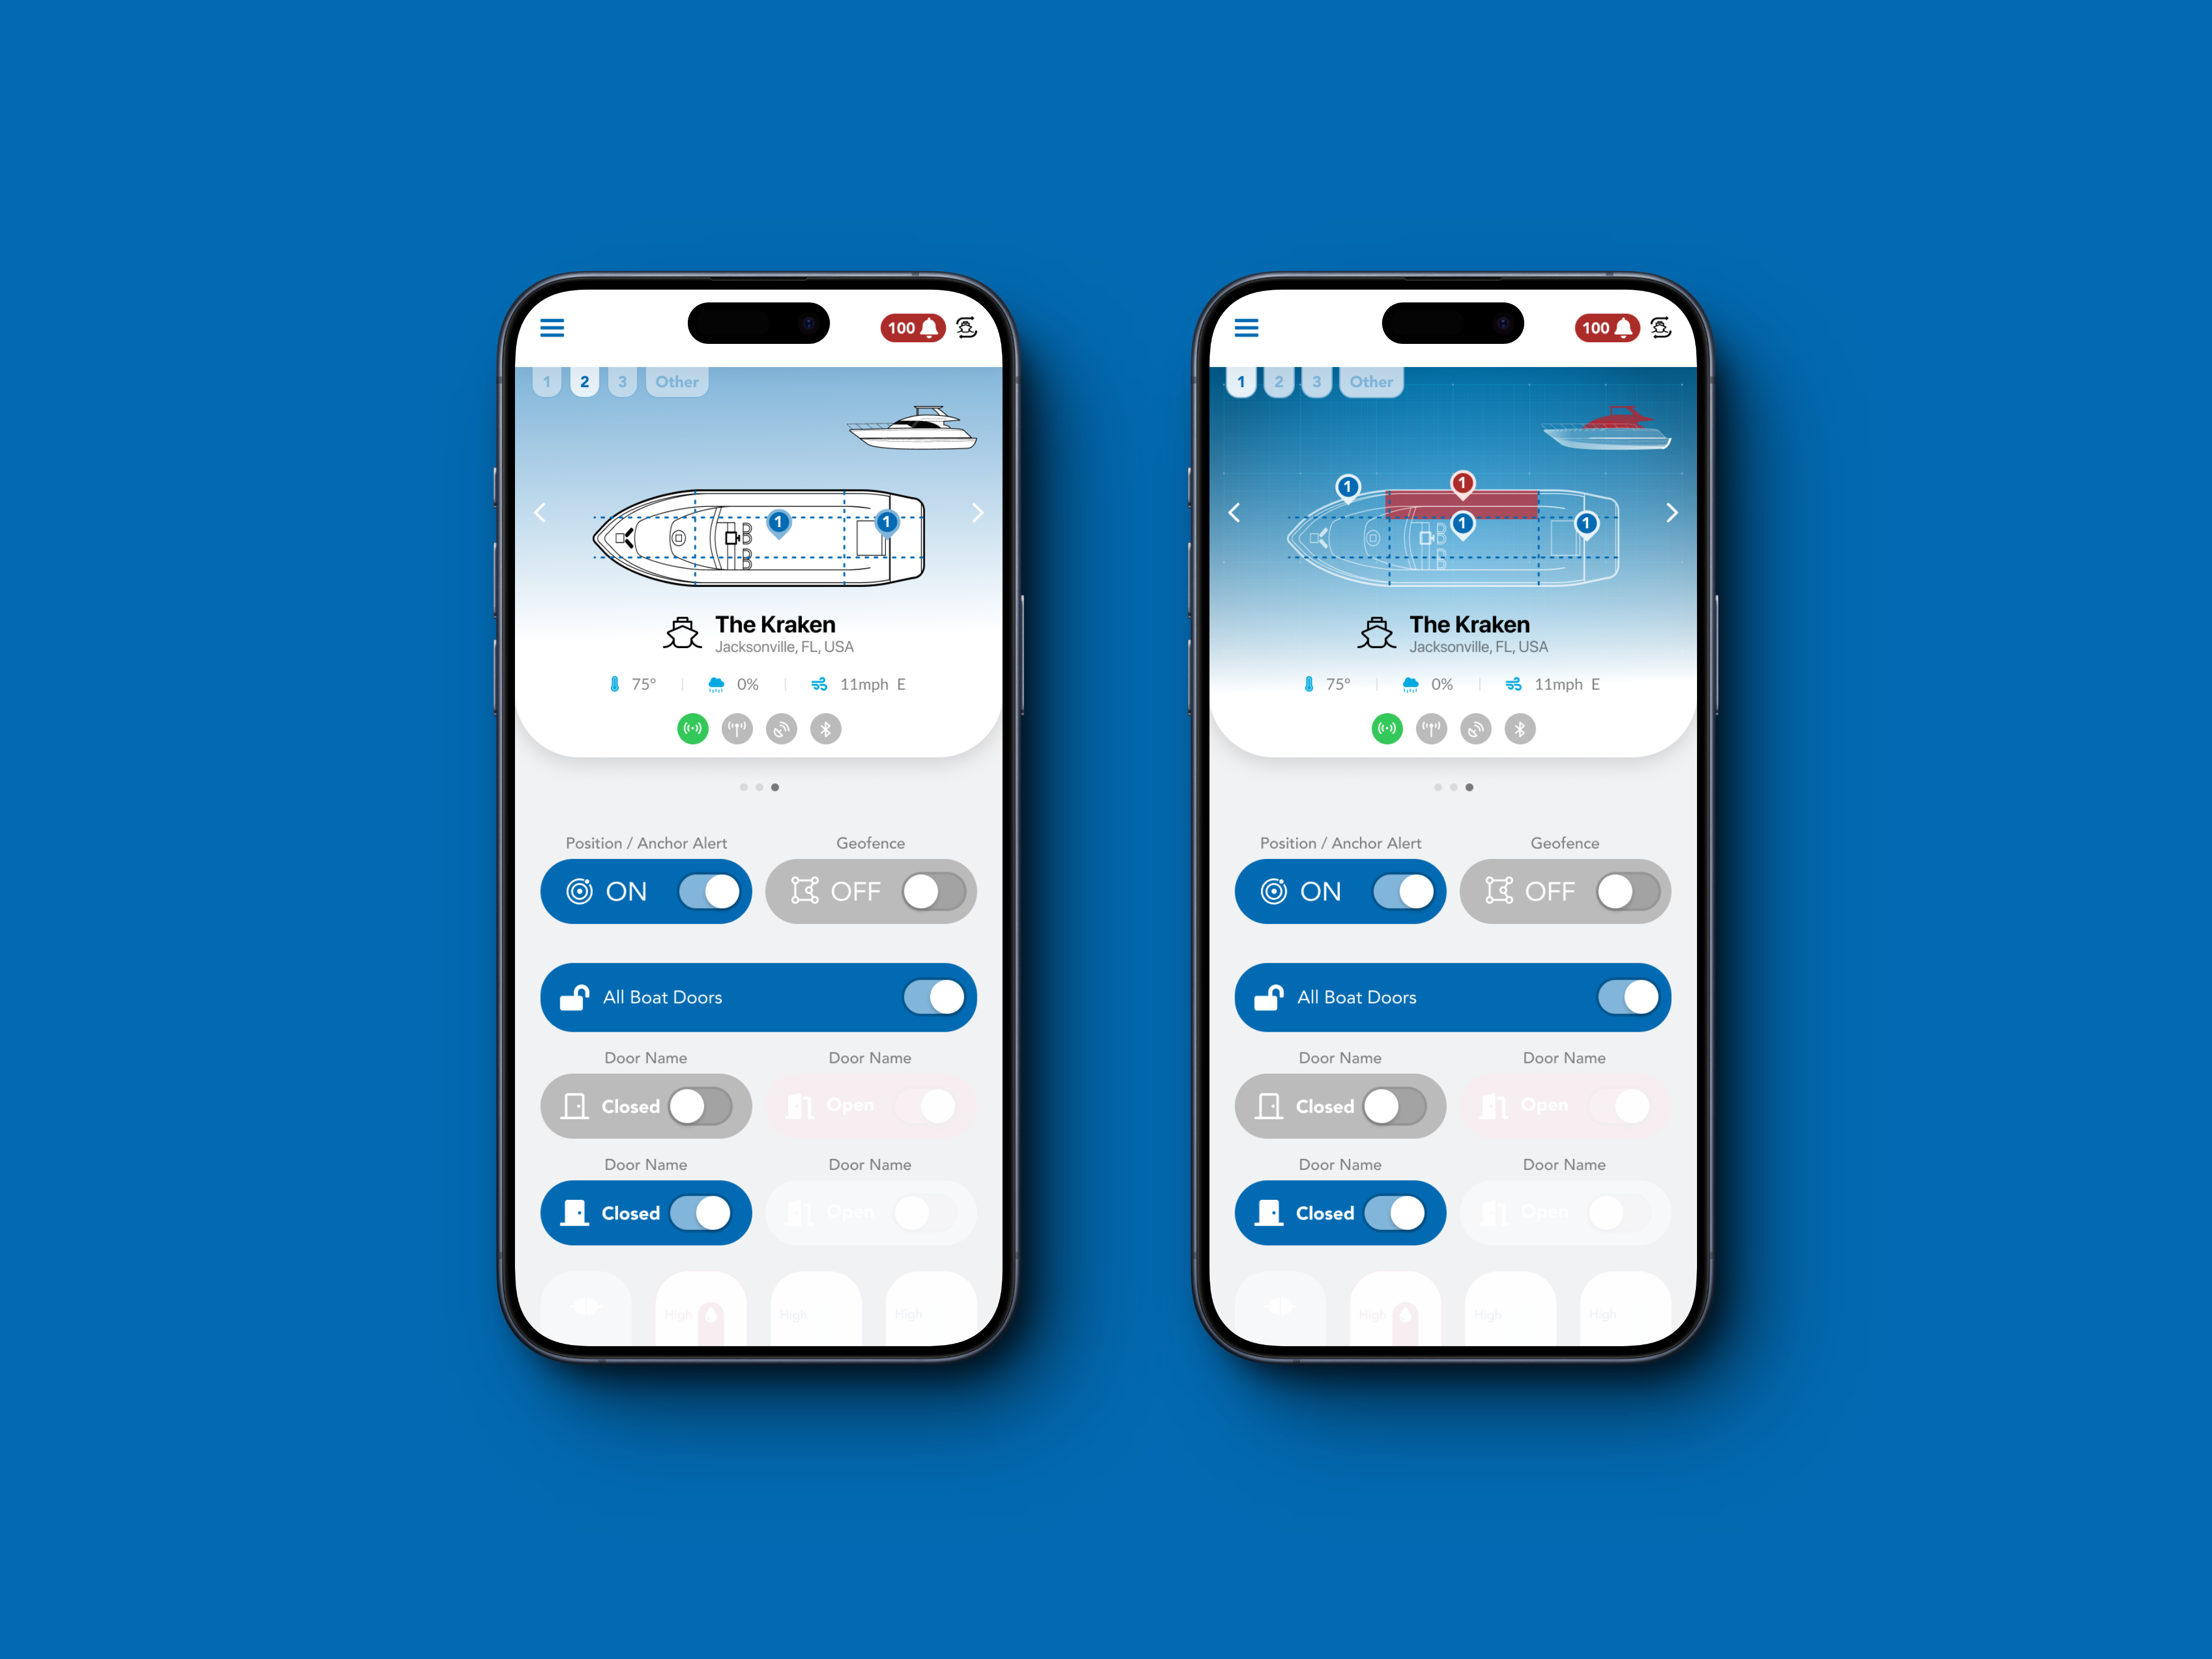 100
1 2 3 Other
1 1
The Kraken
Jacksonville, FL, USA
75° 0% 11mph E
Position / Anchor Alert Geofence
ON OFF
All Boat Doors
Door Name Door Name
Closed Open
Door Name Door Name
Closed Open
High High High
100
1 2 3 Other
1 1
1 1
The Kraken
Jacksonville, FL, USA
75° 0% 11mph E
Position / Anchor Alert Geofence
ON OFF
All Boat Doors
Door Name Door Name
Closed Open
Door Name Door Name
Closed Open
High High High